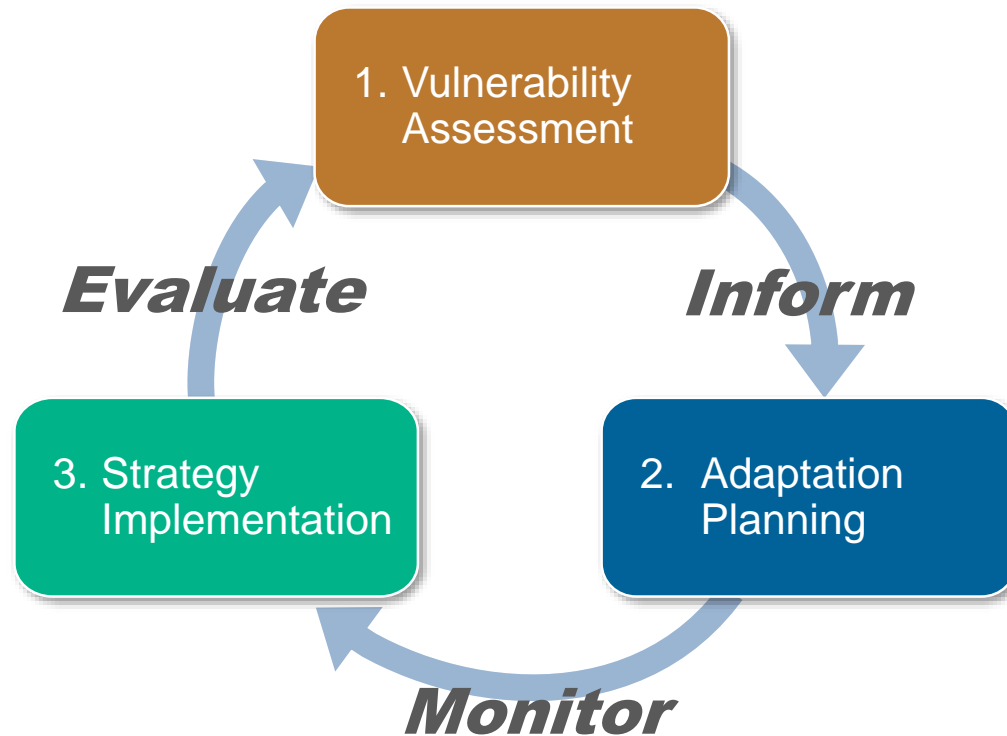 1. Vulnerability
Assessment
Evaluate
Inform
3. Strategy
Implementation
2. Adaptation
Planning
Monitor